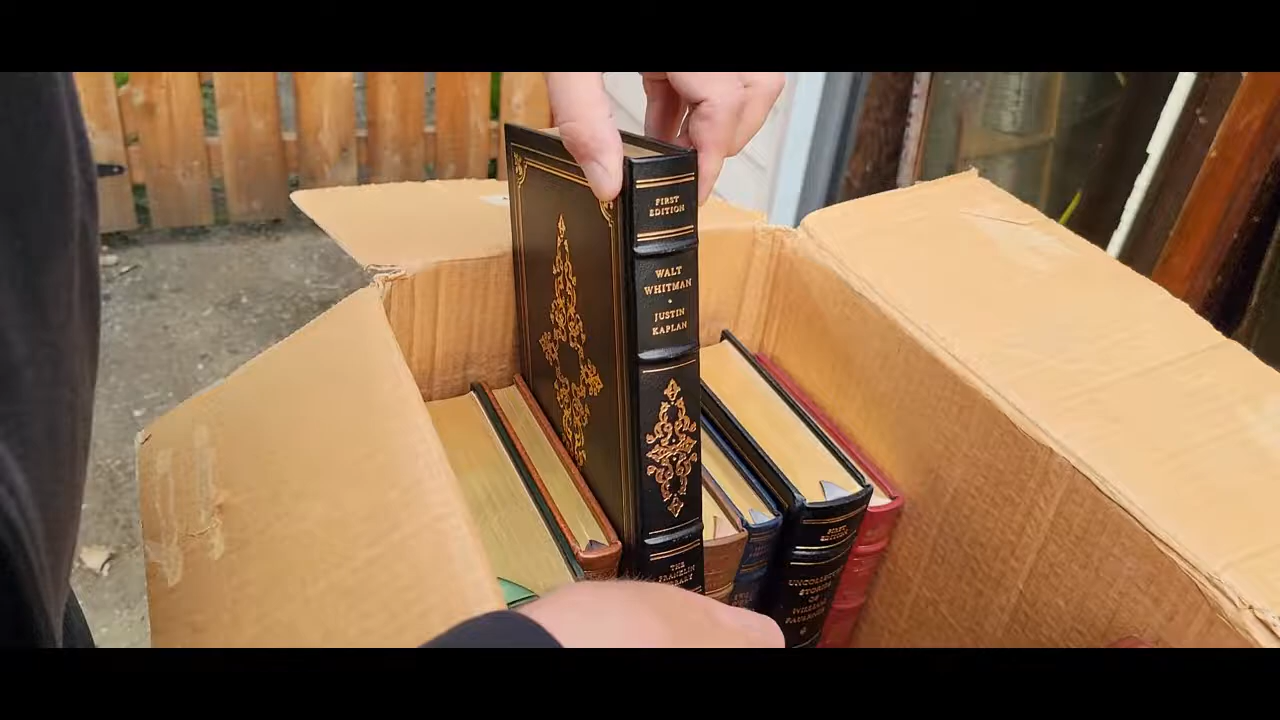 FIRST
EDITION
WALT
WHITMAN
JUSTIN
KAPLAN
THE
FRANKLIN
LIBRARY
FIRST
EDITION
UNCOLLECTED
STORIES
OF
WILLIAM
FAULKNER